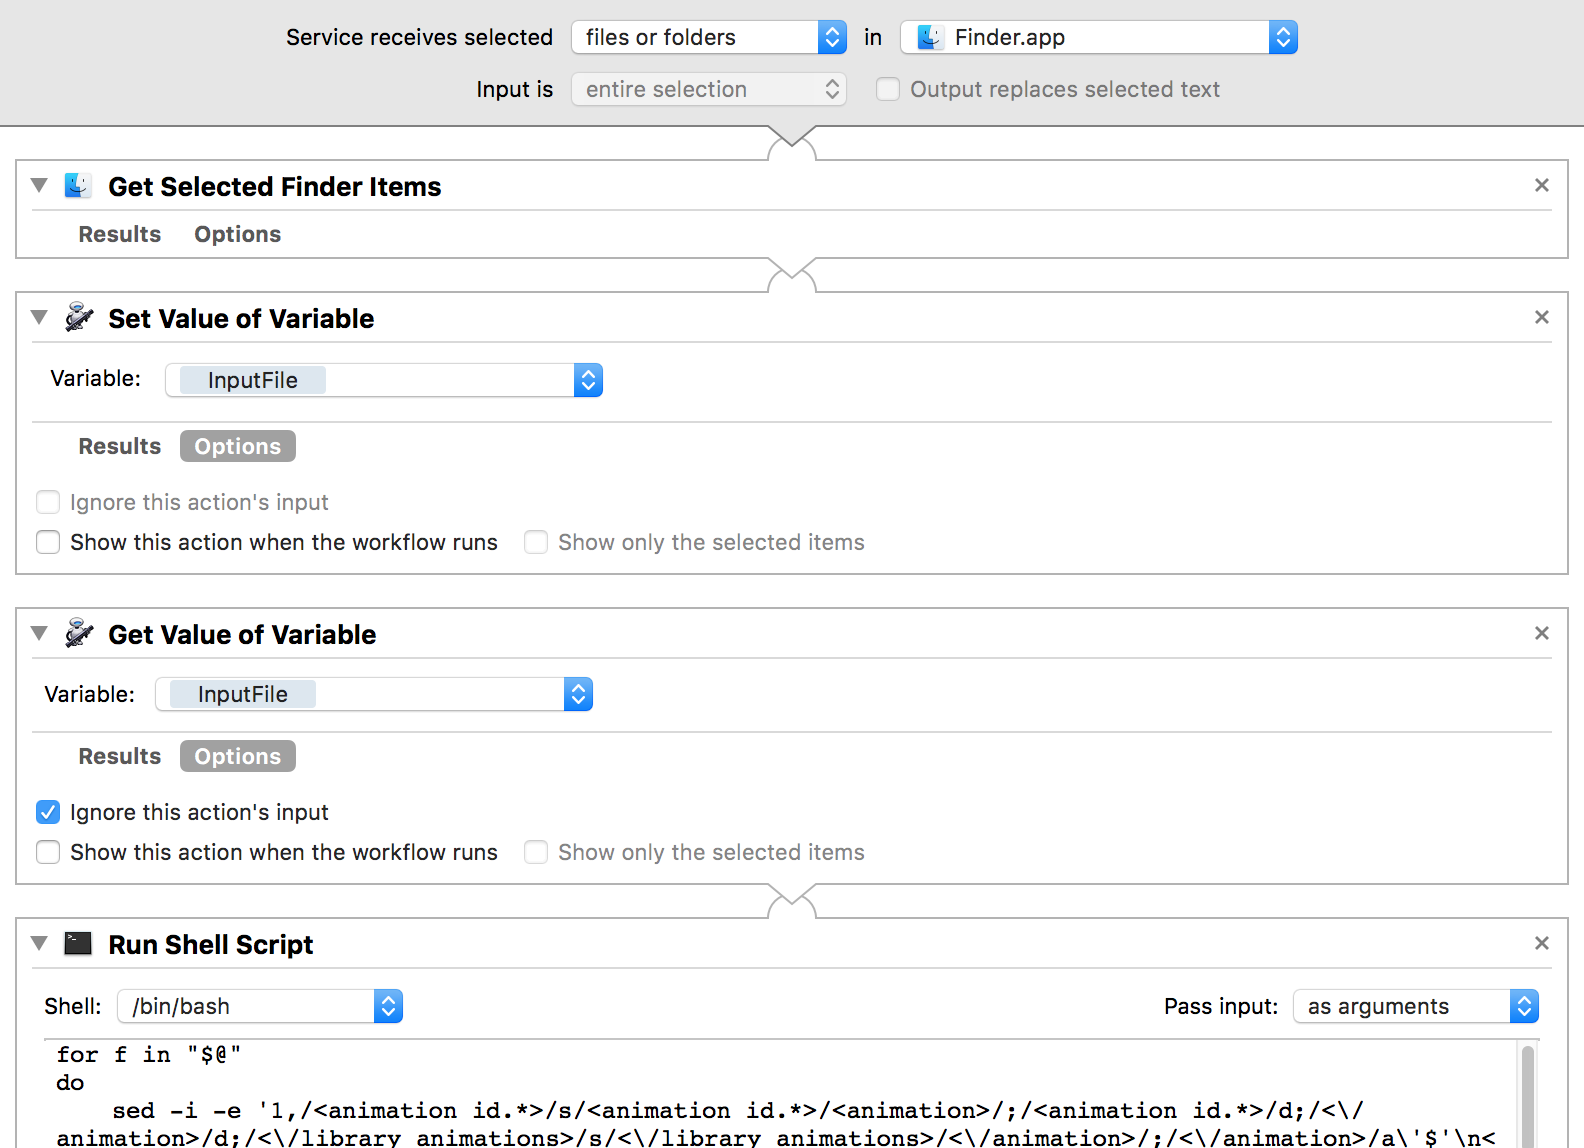 Service receives selected files or folders in Finder.app
Input is entire selection Output replaces selected text
Get Selected Finder Items
Results Options
Set Value of Variable
Variable: InputFile
Results Options
Ignore this action's input
Show this action when the workflow runs Show only the selected items
Get Value of Variable
Variable: InputFile
Results Options
Ignore this action's input
Show this action when the workflow runs Show only the selected items
Run Shell Script
Shell: /bin/bash Pass input: as arguments
for f in "$@"
do
sed -i -e '1,/<animation id.*>/s/<animation id.*>/<animation>/;/<animation id.*>/d;/<\/
animation>/d;/<\/library_animations>/s/<\/library_animations>/<\/animation>/;/<\/animation>/a\'$'\n<